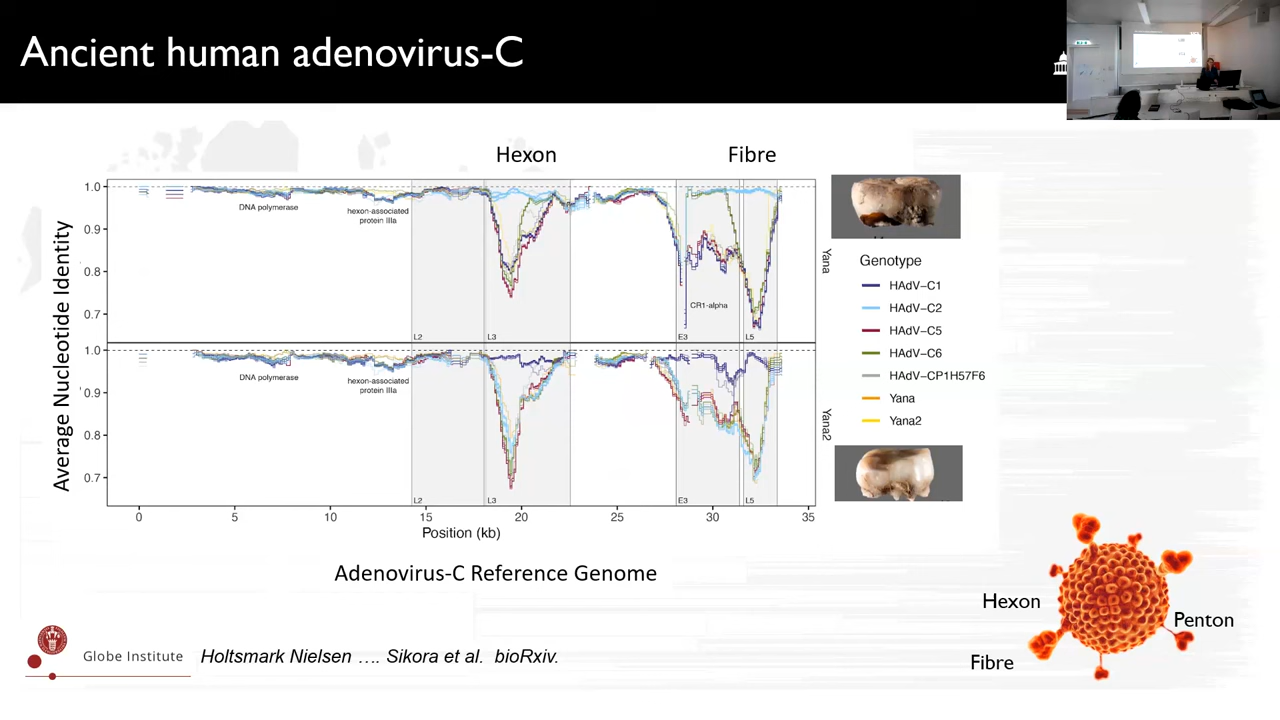 Ancient human adenovirus-C
Hexon
Fibre
Average Nucleotide Identity
1.0
0.9
0.8
0.7
DNA polymerase
hexon-associated
protein IIIa
CR1-alpha
L2
L3
E3
L5
Yana
1.0
0.9
0.8
0.7
DNA polymerase
hexon-associated
protein IIIa
L2
L3
E3
L5
Yana2
0
5
10
15
20
25
30
35
Position (kb)
Adenovirus-C Reference Genome
Genotype
HAdV-C1
HAdV-C2
HAdV-C5
HAdV-C6
HAdV-CP1H57F6
Yana
Yana2
Hexon
Penton
Fibre
Globe Institute
Holtsmark Nielsen .... Sikora et al. bioRxiv.